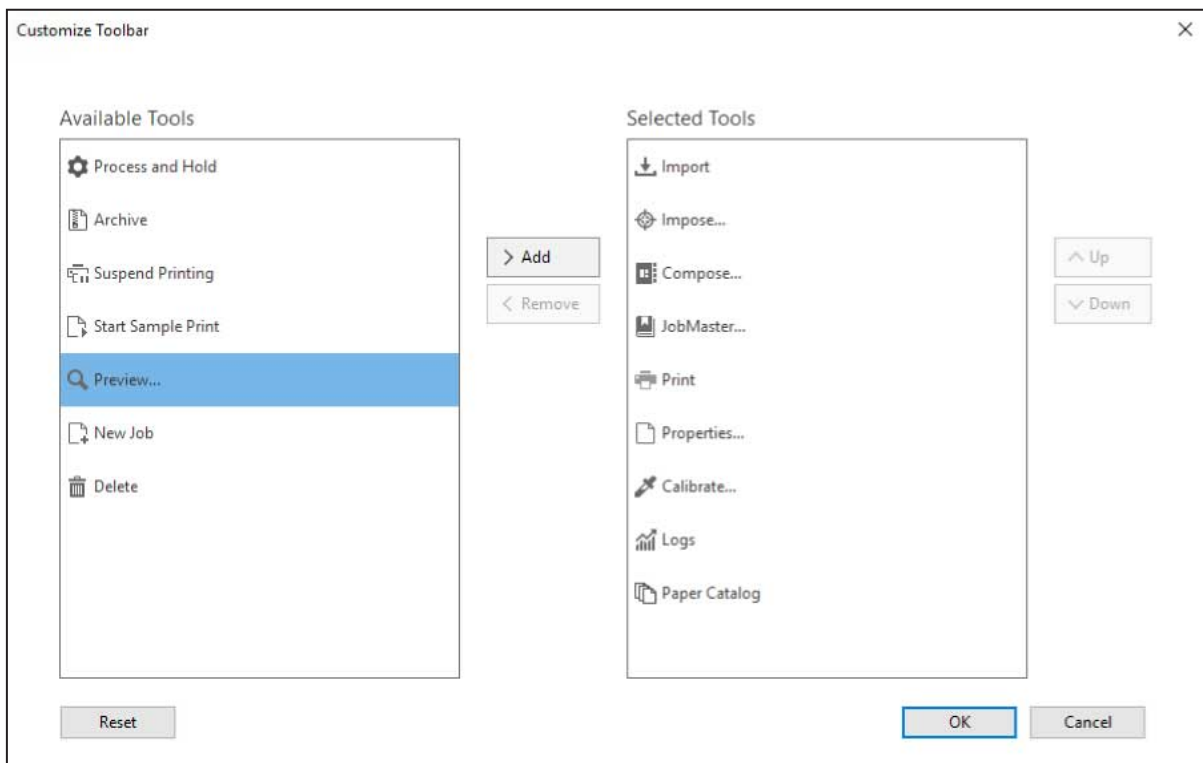 Customize Toolbar
Available Tools
Process and Hold
Archive
Suspend Printing
Start Sample Print
Preview...
New Job
Delete
Add
Remove
Selected Tools
Import
Impose...
Compose...
JobMaster...
Print
Properties...
Calibrate...
Logs
Paper Catalog
Up
Down
Reset
OK
Cancel